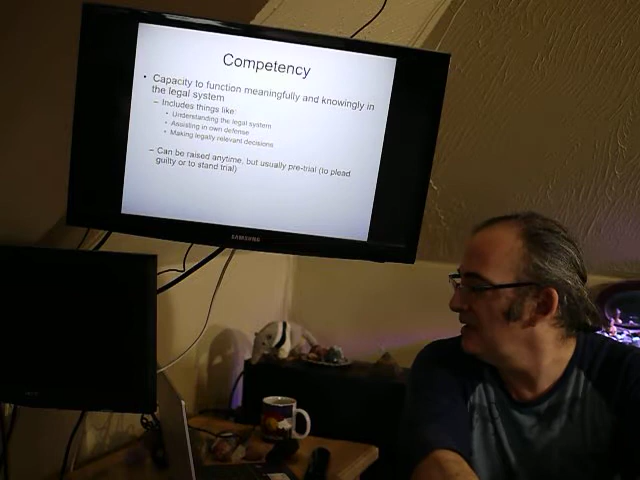 Competency
• Capacity to function meaningfully and knowingly in
the legal system
– Includes things like:
• Understanding the legal system
• Assisting in own defense
• Making legally relevant decisions
– Can be raised anytime, but usually pre-trial (to plead
guilty or to stand trial)
SAMSUNG